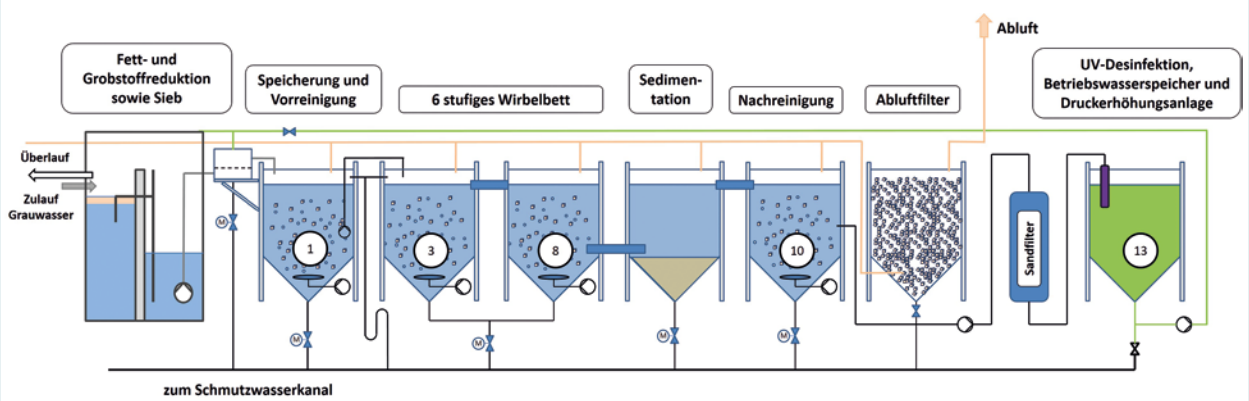 Abluft
Fett- und
Grobstoffreduktion
sowie Sieb
Speicherung und
Vorreinigung
6 stufiges Wirbelbett
Sedimen-
tation
Nachreinigung
Abluftfilter
UV-Desinfektion,
Betriebswasserspeicher und
Druckerhöhungsanlage
Überlauf
Zulauf
Grauwasser
M
1
3
8
10
Sandfilter
13
M
M
M
M
zum Schmutzwasserkanal